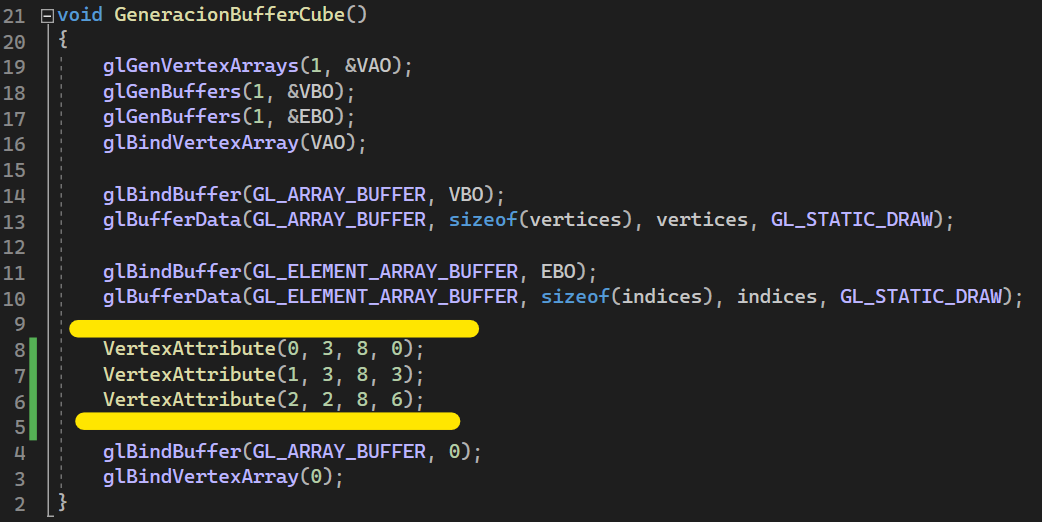 21 void GeneracionBufferCube()
20 {
19 glGenVertexArrays(1, &VAO);
18 glGenBuffers(1, &VBO);
17 glGenBuffers(1, &EBO);
16 glBindVertexArray(VAO);
15
14 glBindBuffer(GL_ARRAY_BUFFER, VBO);
13 glBufferData(GL_ARRAY_BUFFER, sizeof(vertices), vertices, GL_STATIC_DRAW);
12
11 glBindBuffer(GL_ELEMENT_ARRAY_BUFFER, EBO);
10 glBufferData(GL_ELEMENT_ARRAY_BUFFER, sizeof(indices), indices, GL_STATIC_DRAW);
9
8 VertexAttribute(0, 3, 8, 0);
7 VertexAttribute(1, 3, 8, 3);
6 VertexAttribute(2, 2, 8, 6);
5
4 glBindBuffer(GL_ARRAY_BUFFER, 0);
3 glBindVertexArray(0);
2 }